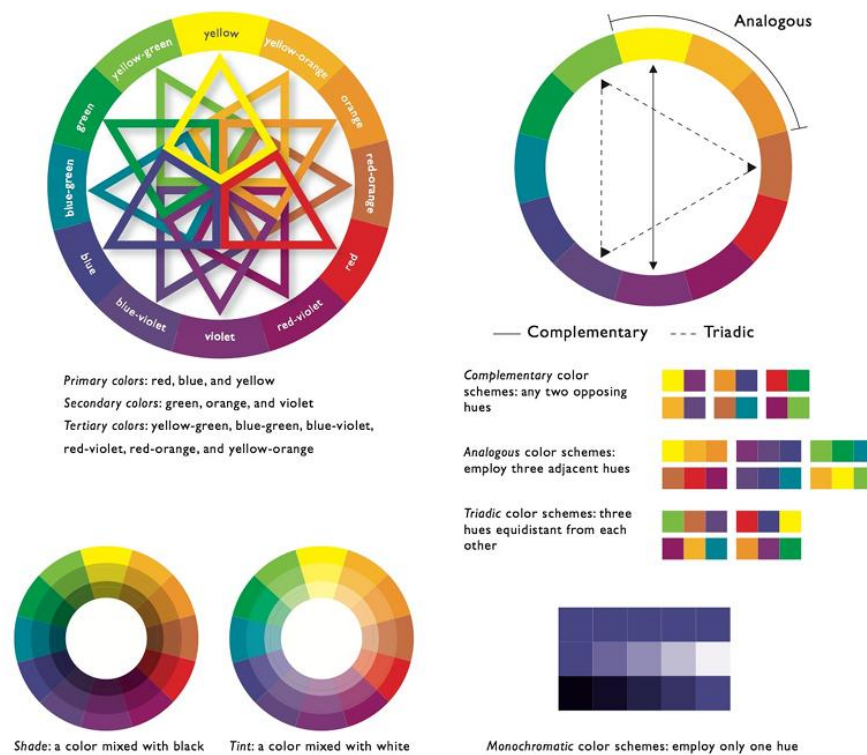 yellow
yellow-orange
orange
red-orange
red
red-violet
violet
blue-violet
blue
blue-green
green
yellow-green
Primary colors: red, blue, and yellow
Secondary colors: green, orange, and violet
Tertiary colors: yellow-green, blue-green, blue-violet,
red-violet, red-orange, and yellow-orange
Analogous
Complementary
Triadic
Complementary color
schemes: any two opposing
hues
Analogous color schemes:
employ three adjacent hues
Triadic color schemes: three
hues equidistant from each
other
Shade: a color mixed with black
Tint: a color mixed with white
Monochromatic color schemes: employ only one hue